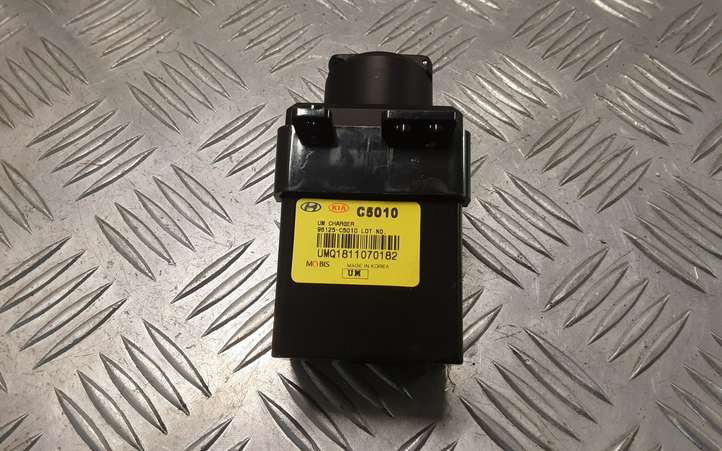 KIA C5010
UM CHARGER
96125-C5010 LOT NO.
UMQ1811070182
MOBIS MADE IN KOREA
UM